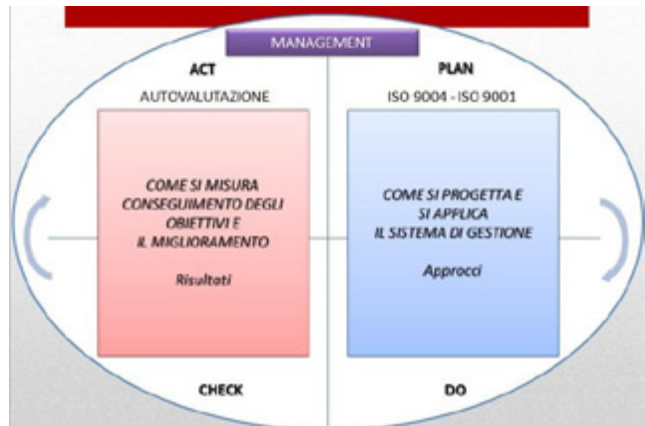 MANAGEMENT
ACT
PLAN
AUTOVALUTAZIONE
ISO 9004 - ISO 9001
COME SI MISURA
CONSEGUIMENTO DEGLI
OBIETTIVI E
IL MIGLIORAMENTO
Risultati
COME SI PROGETTA E
SI APPLICA
IL SISTEMA DI GESTIONE
Approcci
CHECK
DO